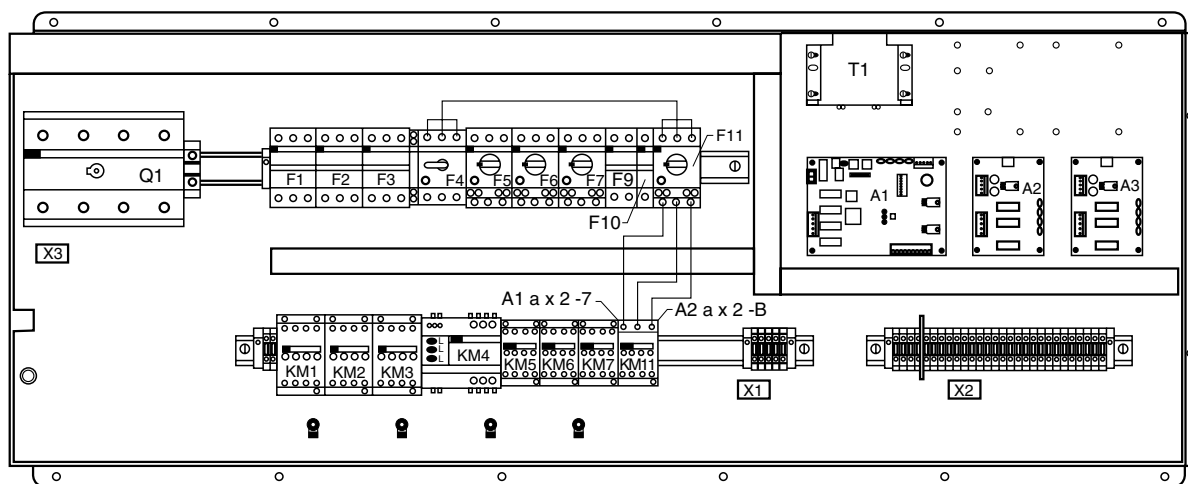 T1
F11
Q1
F1 F2 F3 F4 F5 F6 F7 F9
A1 A2 A3
F10
X3
A1 a x 2 -7 A2 a x 2 -B
L
L
KM1 KM2 KM3 KM4 KM5 KM6 KM7 KM11
X1 X2